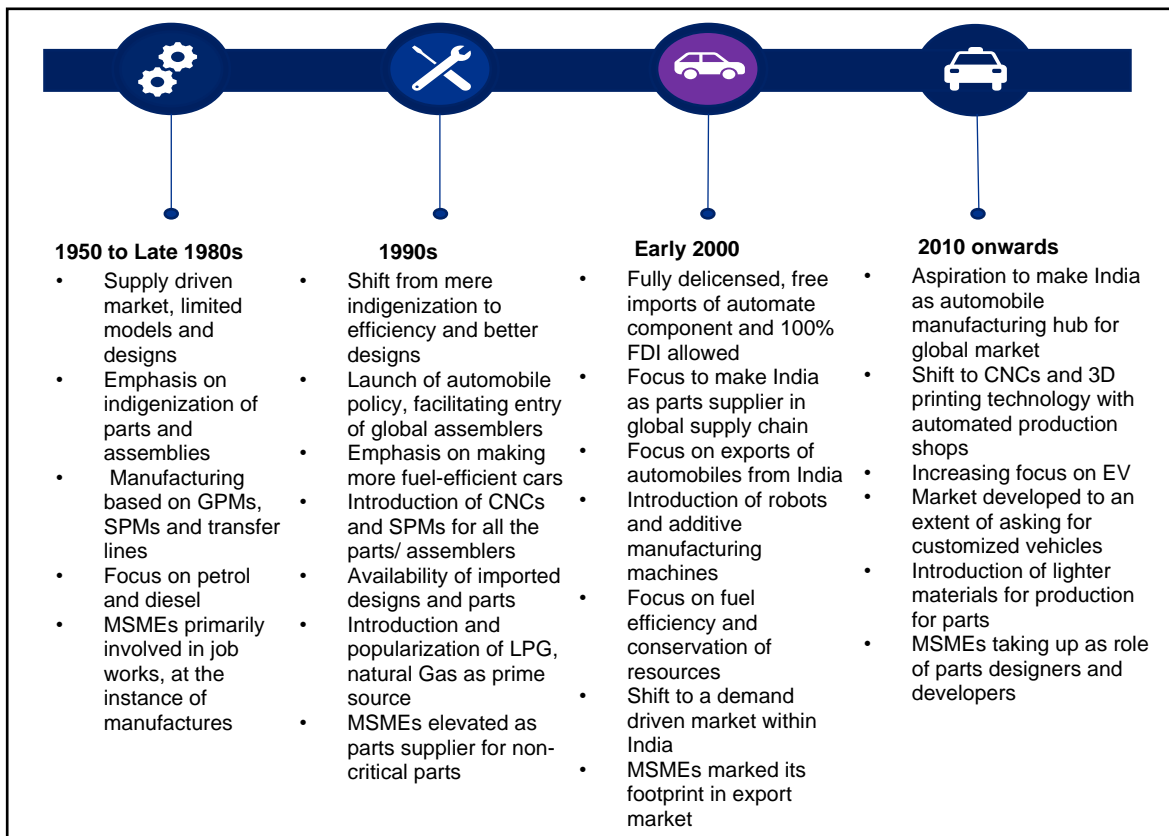 1950 to Late 1980s
• Supply driven
market, limited
models and
designs
• Emphasis on
indigenization of
parts and
assemblies
• Manufacturing
based on GPMs,
SPMs and transfer
lines
• Focus on petrol
and diesel
• MSMEs primarily
involved in job
works, at the
instance of
manufactures
1990s
• Shift from mere
indigenization to
efficiency and better
designs
• Launch of automobile
policy, facilitating entry
of global assemblers
• Emphasis on making
more fuel-efficient cars
• Introduction of CNCs
and SPMs for all the
parts/ assemblers
• Availability of imported
designs and parts
• Introduction and
popularization of LPG,
natural Gas as prime
source
• MSMEs elevated as
parts supplier for non-
critical parts
Early 2000
• Fully delicensed, free
imports of automate
component and 100%
FDI allowed
• Focus to make India
as parts supplier in
global supply chain
• Focus on exports of
automobiles from India
• Introduction of robots
and additive
manufacturing
machines
• Focus on fuel
efficiency and
conservation of
resources
• Shift to a demand
driven market within
India
• MSMEs marked its
footprint in export
market
2010 onwards
• Aspiration to make India
as automobile
manufacturing hub for
global market
• Shift to CNCs and 3D
printing technology with
automated production
shops
• Increasing focus on EV
• Market developed to an
extent of asking for
customized vehicles
• Introduction of lighter
materials for production
for parts
• MSMEs taking up as role
of parts designers and
developers